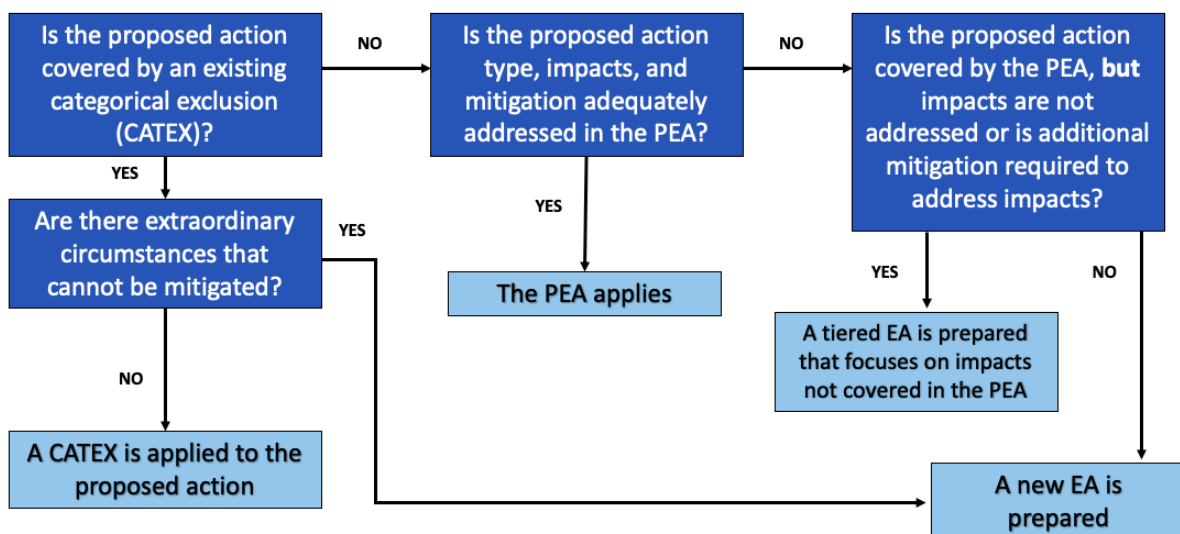 Is the proposed action
covered by an existing
categorical exclusion
(CATEX)?
NO
Is the proposed action
type, impacts, and
mitigation adequately
addressed in the PEA?
NO
Is the proposed action
covered by the PEA, but
impacts are not
addressed or is additional
mitigation required to
address impacts?
YES
Are there extraordinary
circumstances that
cannot be mitigated?
YES
YES
The PEA applies
YES
NO
A tiered EA is prepared
that focuses on impacts
not covered in the PEA
NO
A CATEX is applied to the
proposed action
A new EA is
prepared